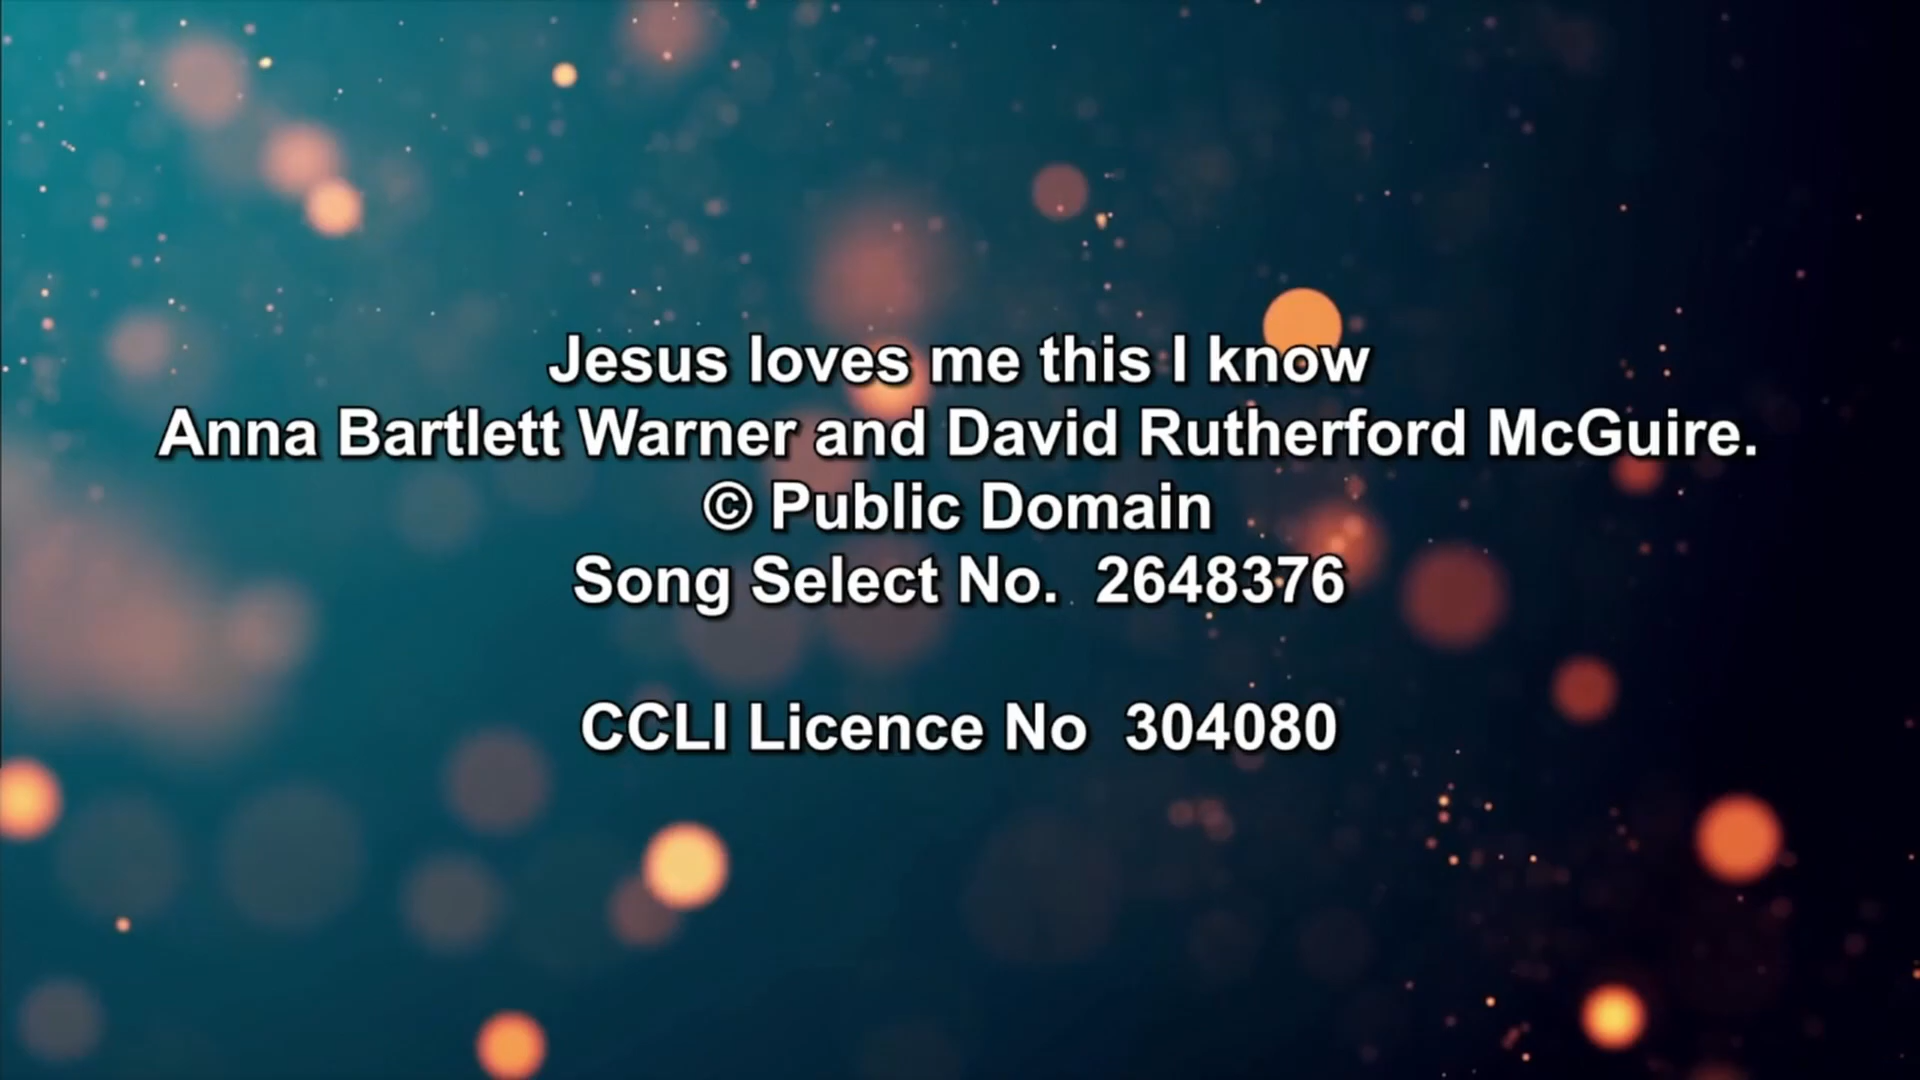 Jesus loves me this I know
Anna Bartlett Warner and David Rutherford McGuire.
© Public Domain
Song Select No.  2648376
CCLI Licence No  304080